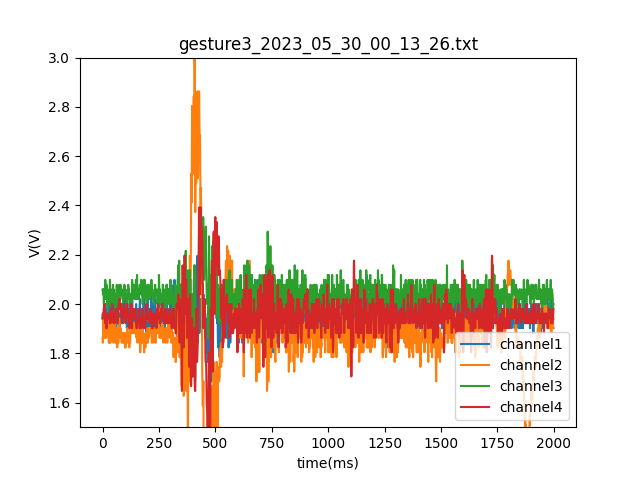 gesture3_2023_05_30_00_13_26.txt
3.0
2.8
2.6
2.4
2.2
2.0
1.8
1.6
V(V)
channel1
channel2
channel3
channel4
0 250 500 750 1000 1250 1500 1750 2000
time(ms)